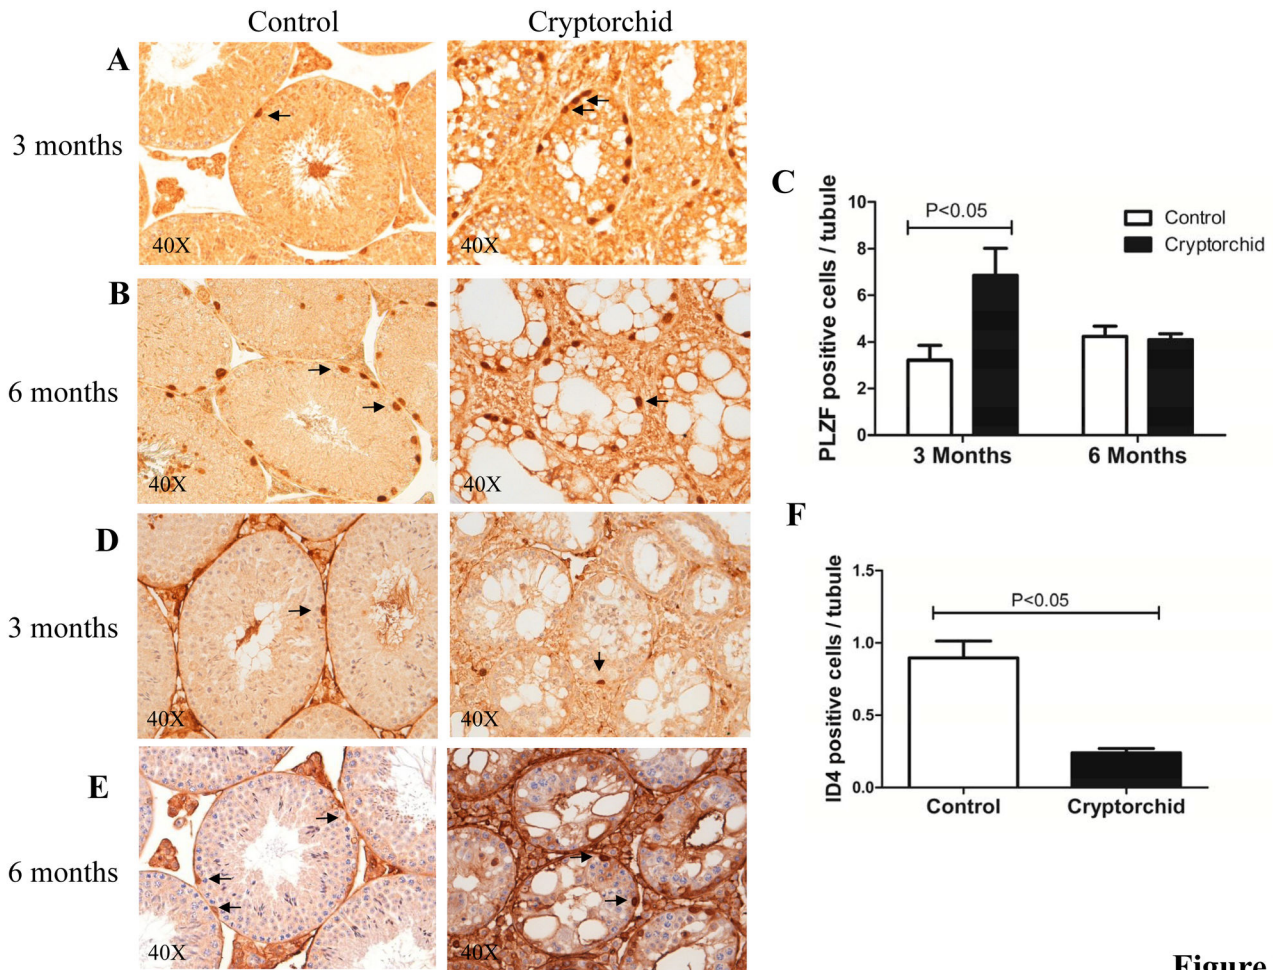 Control Cryptorchid
A
3 months
40X 40X
B
6 months
40X 40X
D
3 months
40X 40X
E
6 months
40X 40X
C
PLZF positive cells / tubule
10
8
6
4
2
0
P<0.05
Control
Cryptorchid
3 Months 6 Months
F
ID4 positive cells / tubule
1.5
1.0
0.5
0.0
P<0.05
Control Cryptorchid
Figure